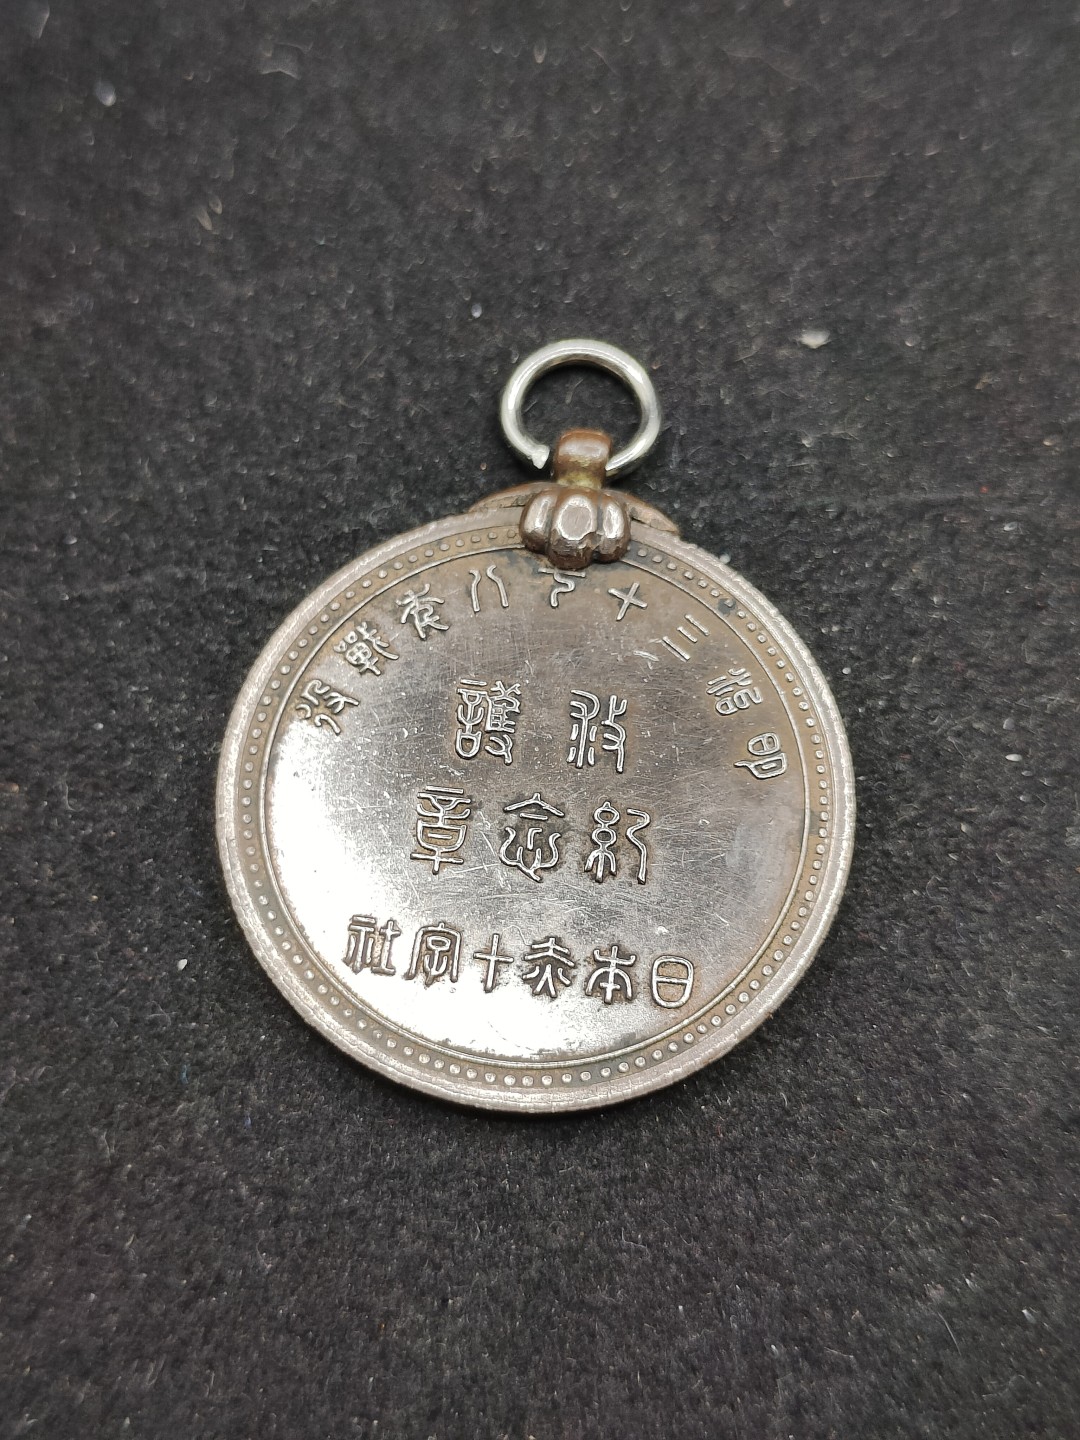 明治三十七八年戰役
救護
紀念章
日本赤十字社